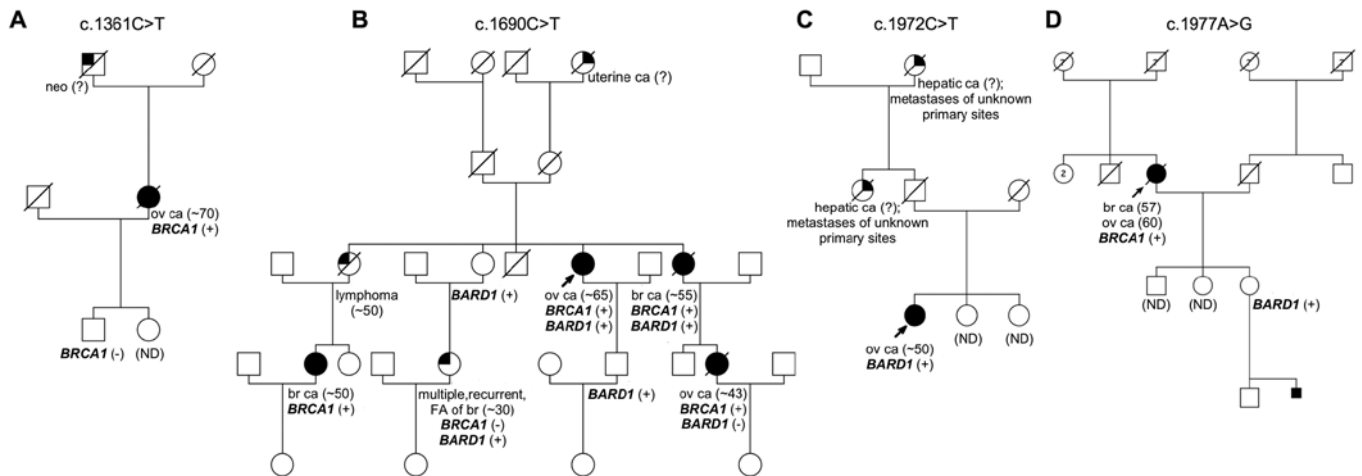 A
c.1361C>T
neo (?)
ov ca (~70)
BRCA1 (+)
BRCA1 (-)
(ND)
B
c.1690C>T
uterine ca (?)
lymphoma
(~50)
BARD1 (+)
ov ca (~65)
BRCA1 (+)
BARD1 (+)
br ca (~55)
BRCA1 (+)
BARD1 (+)
br ca (~50)
BRCA1 (+)
multiple,recurrent,
FA of br (~30)
BRCA1 (-)
BARD1 (+)
BARD1 (+)
ov ca (~43)
BRCA1 (+)
BARD1 (-)
C
c.1972C>T
hepatic ca (?);
metastases of unknown
primary sites
hepatic ca (?);
metastases of unknown
primary sites
ov ca (~50)
BARD1 (+)
(ND)
(ND)
D
c.1977A>G
?
?
?
?
2
br ca (57)
ov ca (60)
BRCA1 (+)
(ND)
(ND)
BARD1 (+)